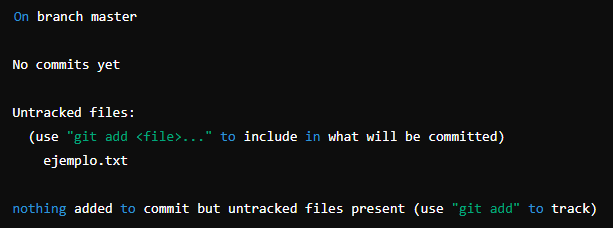 On branch master
No commits yet
Untracked files:
(use "git add <file>..." to include in what will be committed)
ejemplo.txt
nothing added to commit but untracked files present (use "git add" to track)